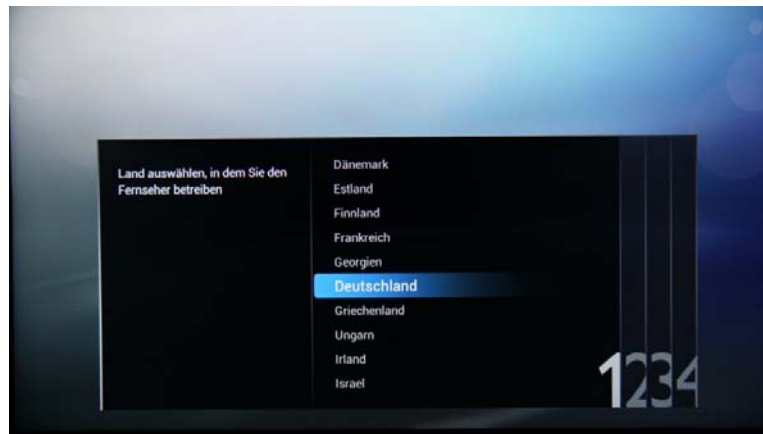 Land auswählen, in dem Sie den
Fernseher betreiben
Dänemark
Estland
Finnland
Frankreich
Georgien
Deutschland
Griechenland
Ungarn
Irland
Israel
1234